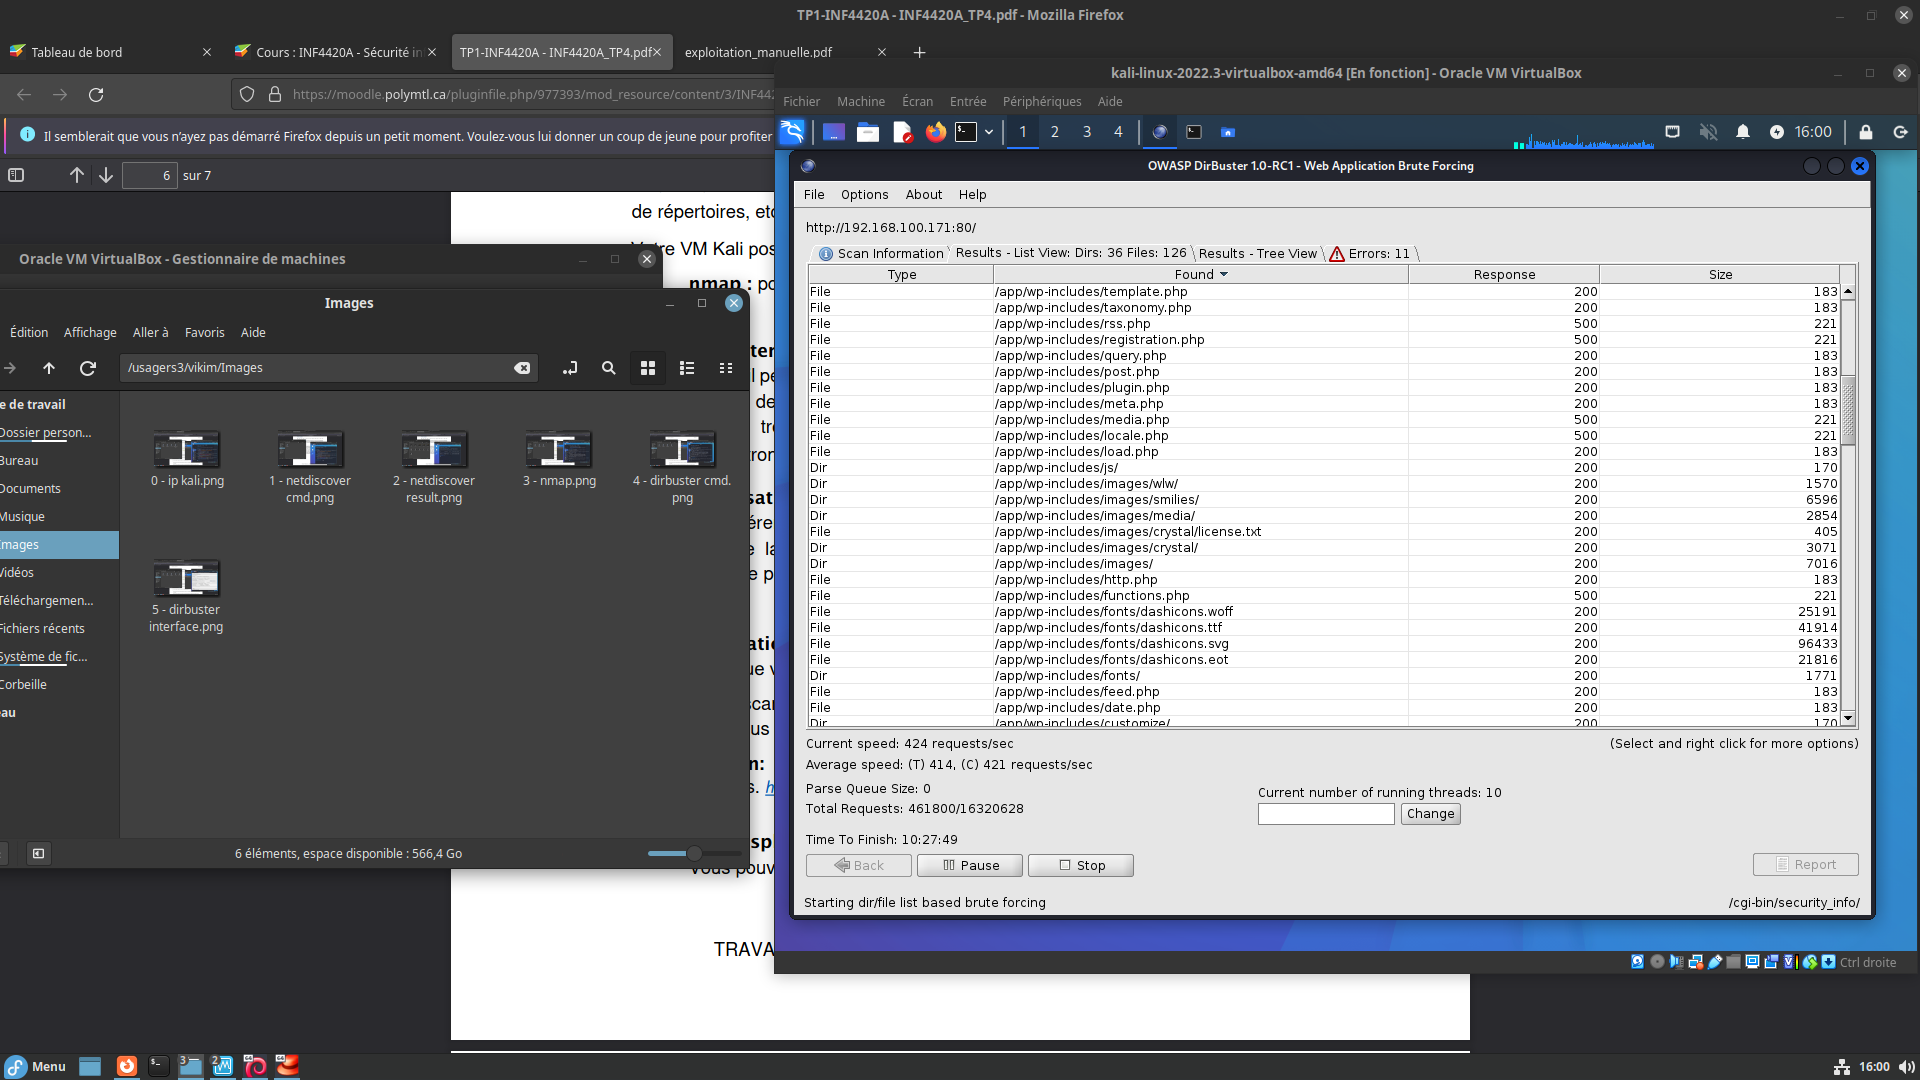 TP1-INF4420A - INF4420A_TP4.pdf - Mozilla Firefox
Tableau de bord
Cours : INF4420A - Sécurité in
TP1-INF4420A - INF4420A_TP4.pdf
exploitation_manuelle.pdf
https://moodle.polymtl.ca/pluginfile.php/977393/mod_resource/content/3/INF442
Il semblerait que vous n'ayez pas démarré Firefox depuis un petit moment. Voulez-vous lui donner un coup de jeune pour profiter
6 sur 7
de répertoires, etc
Votre VM Kali pos
nmap : po
TRAVA
Vous pouv
Oracle VM VirtualBox - Gestionnaire de machines
Images
Édition Affichage Aller à Favoris Aide
/usagers3/vikim/Images
e de travail
Dossier person...
Bureau
Documents
Musique
Images
Vidéos
Téléchargemen...
Fichiers récents
Système de fic...
Corbeille
eau
0 - ip kali.png
1 - netdiscover cmd.png
2 - netdiscover result.png
3 - nmap.png
4 - dirbuster cmd.png
5 - dirbuster interface.png
6 éléments, espace disponible : 566,4 Go
kali-linux-2022.3-virtualbox-amd64 [En fonction] - Oracle VM VirtualBox
Fichier Machine Écran Entrée Périphériques Aide
1 2 3 4 16:00
OWASP DirBuster 1.0-RC1 - Web Application Brute Forcing
File Options About Help
http://192.168.100.171:80/
Scan Information Results - List View: Dirs: 36 Files: 126 Results - Tree View Errors: 11
Type Found Response Size
File /app/wp-includes/template.php 200 183
File /app/wp-includes/taxonomy.php 200 183
File /app/wp-includes/rss.php 500 221
File /app/wp-includes/registration.php 500 221
File /app/wp-includes/query.php 200 183
File /app/wp-includes/post.php 200 183
File /app/wp-includes/plugin.php 200 183
File /app/wp-includes/meta.php 200 183
File /app/wp-includes/media.php 500 221
File /app/wp-includes/locale.php 500 221
File /app/wp-includes/load.php 200 183
Dir /app/wp-includes/js/ 200 170
Dir /app/wp-includes/images/wlw/ 200 1570
Dir /app/wp-includes/images/smilies/ 200 6596
Dir /app/wp-includes/images/media/ 200 2854
File /app/wp-includes/images/crystal/license.txt 200 405
Dir /app/wp-includes/images/crystal/ 200 3071
Dir /app/wp-includes/images/ 200 7016
File /app/wp-includes/http.php 200 183
File /app/wp-includes/functions.php 500 221
File /app/wp-includes/fonts/dashicons.woff 200 25191
File /app/wp-includes/fonts/dashicons.ttf 200 41914
File /app/wp-includes/fonts/dashicons.svg 200 96433
File /app/wp-includes/fonts/dashicons.eot 200 21816
Dir /app/wp-includes/fonts/ 200 1771
File /app/wp-includes/feed.php 200 183
File /app/wp-includes/date.php 200 183
Dir /app/wp-includes/customize/ 200 170
Current speed: 424 requests/sec (Select and right click for more options)
Average speed: (T) 414, (C) 421 requests/sec
Parse Queue Size: 0
Current number of running threads: 10
Total Requests: 461800/16320628
Change
Time To Finish: 10:27:49
Back Pause Stop Report
Starting dir/file list based brute forcing /cgi-bin/security_info/
Ctrl droite
Menu 3 2 16:00